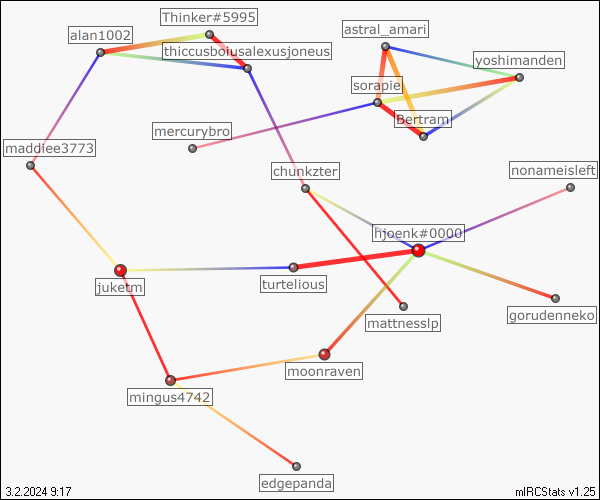 Thinker#5995
alan1002
astral_amari
thiccusboiusalexusjoneus
yoshimanden
sorapiel
Bertram
mercurybro
maddiee3773
chunkzter
nonameisleft
hjoenk#0000
juketm
turtelious
gorudenneko
mattnesslp
moonraven
mingus4742
edgepanda
3.2.2024 9:17
mIRCStats v1.25